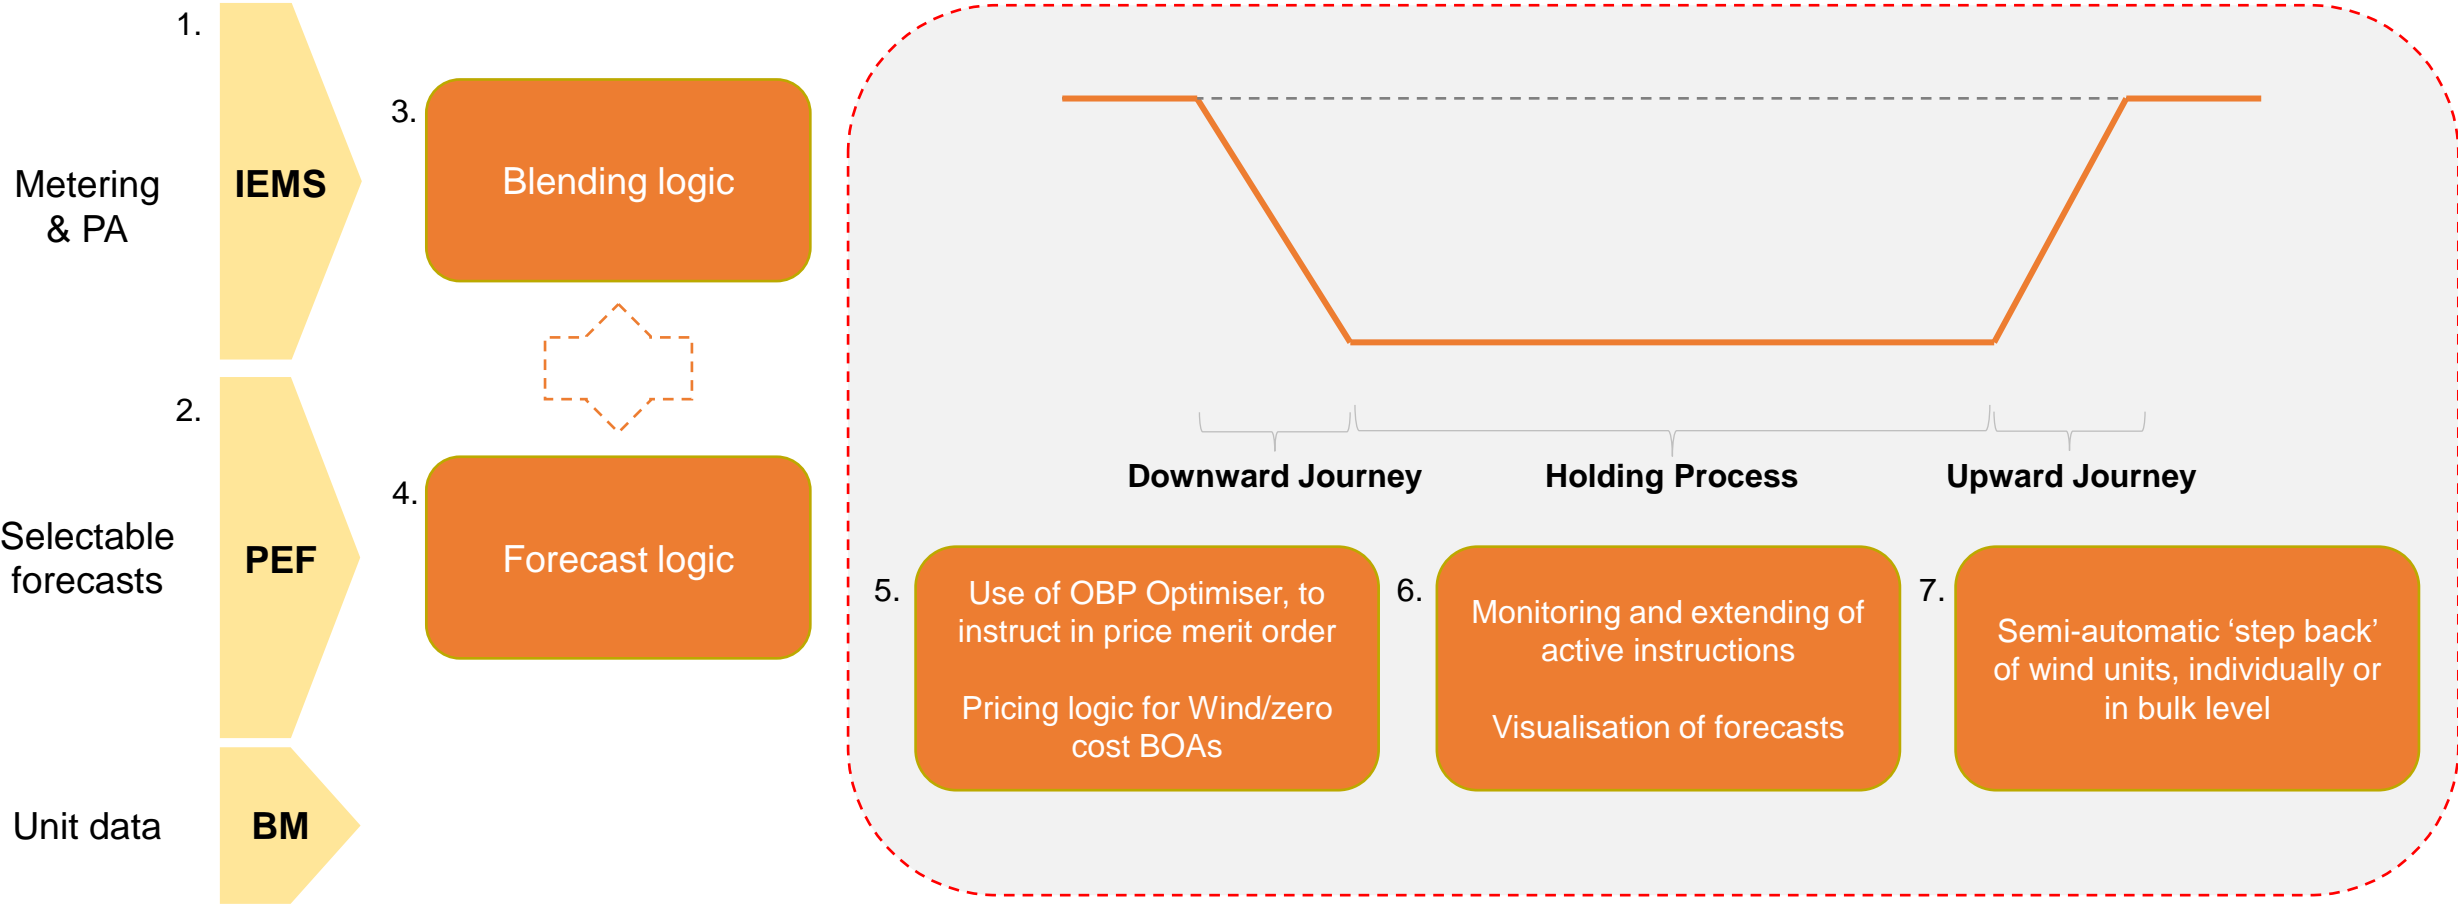 1.
Metering
& PA
IEMS
2.
Selectable
forecasts
PEF
Unit data
BM
3.
Blending logic
4.
Forecast logic
Downward Journey
Holding Process
Upward Journey
5.
Use of OBP Optimiser, to
instruct in price merit order
Pricing logic for Wind/zero
cost BOAs
6.
Monitoring and extending of
active instructions
Visualisation of forecasts
7.
Semi-automatic ‘step back’
of wind units, individually or
in bulk level